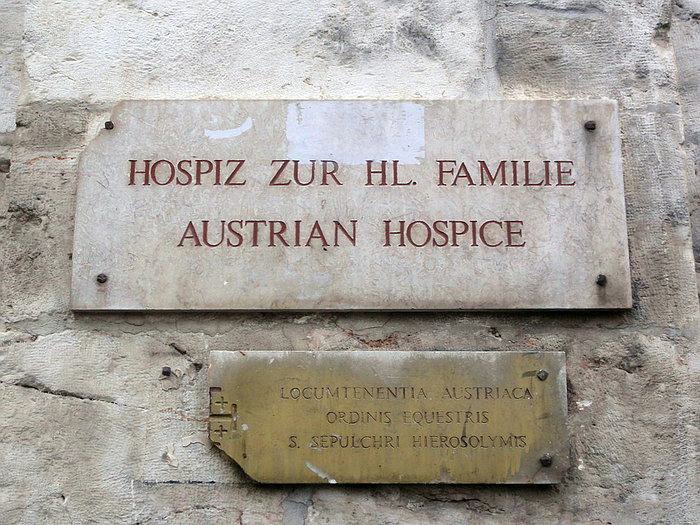 HOSPIZ ZUR HL. FAMILIE
AUSTRIAN HOSPICE
LOCUMTENENTIA AUSTRIACA
ORDINIS EQUESTRIS
S. SEPULCHRI HIEROSOLYMIS